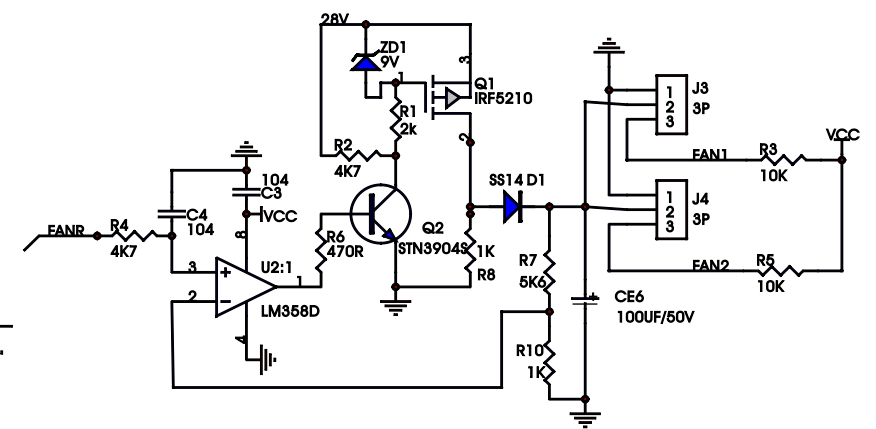 28V
ZD1
9V
3
1
Q1
IRF5210
J3
1
2
3
3P
R1
2k
2
VCC
R2
4K7
FAN1
R3
10K
104
C3
SS14 D1
J4
1
2
3
3P
C4
104
VCC
FANR
R4
4K7
8
Q2
STN3904S
R6
470R
1K
R8
R7
5K6
FAN2
R5
10K
3
+
U2:1
1
2
−
LM358D
CE6
+
100UF/50V
4
R10
1K